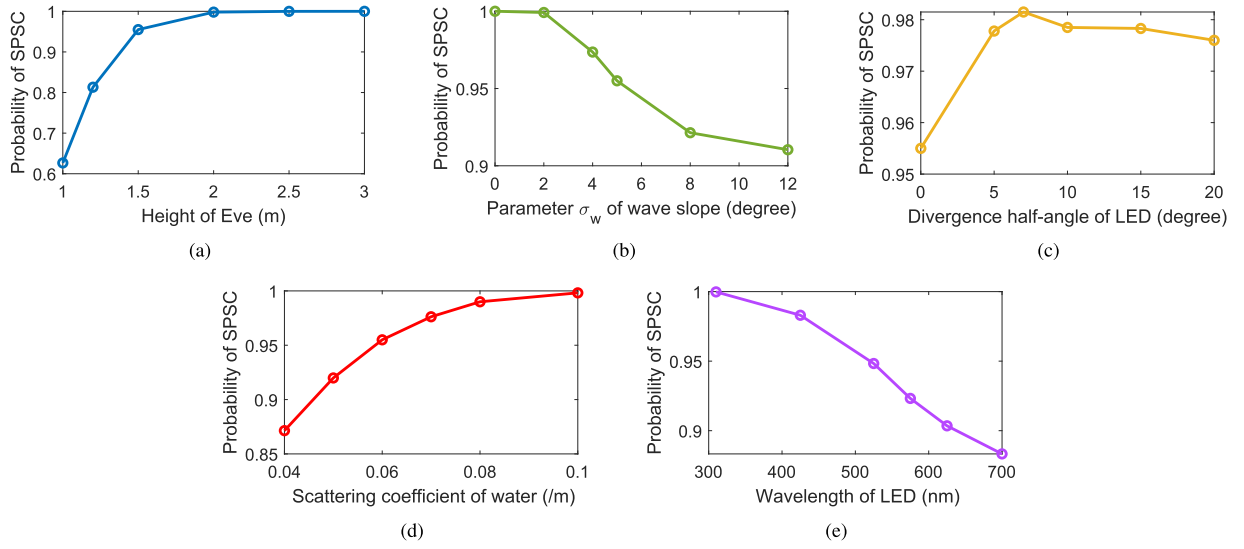 Probability of SPSC
1
0.9
0.8
0.7
0.6
1 1.5 2 2.5 3
Height of Eve (m)
(a)
Probability of SPSC
1
0.95
0.9
0 2 4 6 8 10 12
Parameter σw of wave slope (degree)
(b)
Probability of SPSC
0.98
0.97
0.96
0.95
0 5 10 15 20
Divergence half-angle of LED (degree)
(c)
Probability of SPSC
1
0.95
0.9
0.85
0.04 0.06 0.08 0.1
Scattering coefficient of water (/m)
(d)
Probability of SPSC
1
0.95
0.9
300 400 500 600 700
Wavelength of LED (nm)
(e)